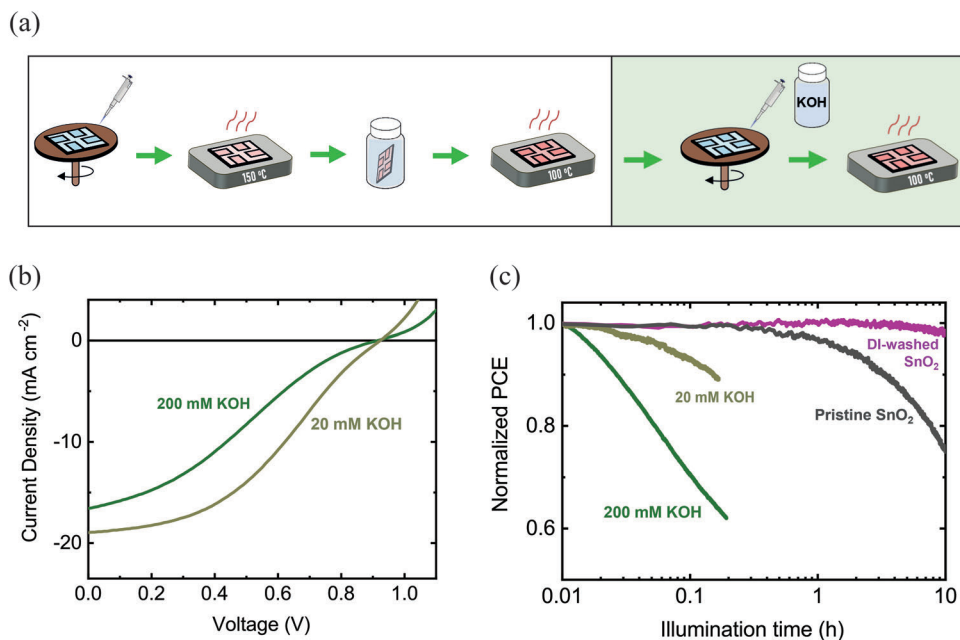 (a)
KOH
150 ºC
100 ºC
100 ºC
(b)
Current Density (mA cm⁻²)
0
-10
-20
200 mM KOH
20 mM KOH
0.0 0.2 0.4 0.6 0.8 1.0
Voltage (V)
(c)
Normalized PCE
1.0
0.8
0.6
DI-washed
SnO₂
20 mM KOH
Pristine SnO₂
200 mM KOH
0.01 0.1 1 10
Illumination time (h)